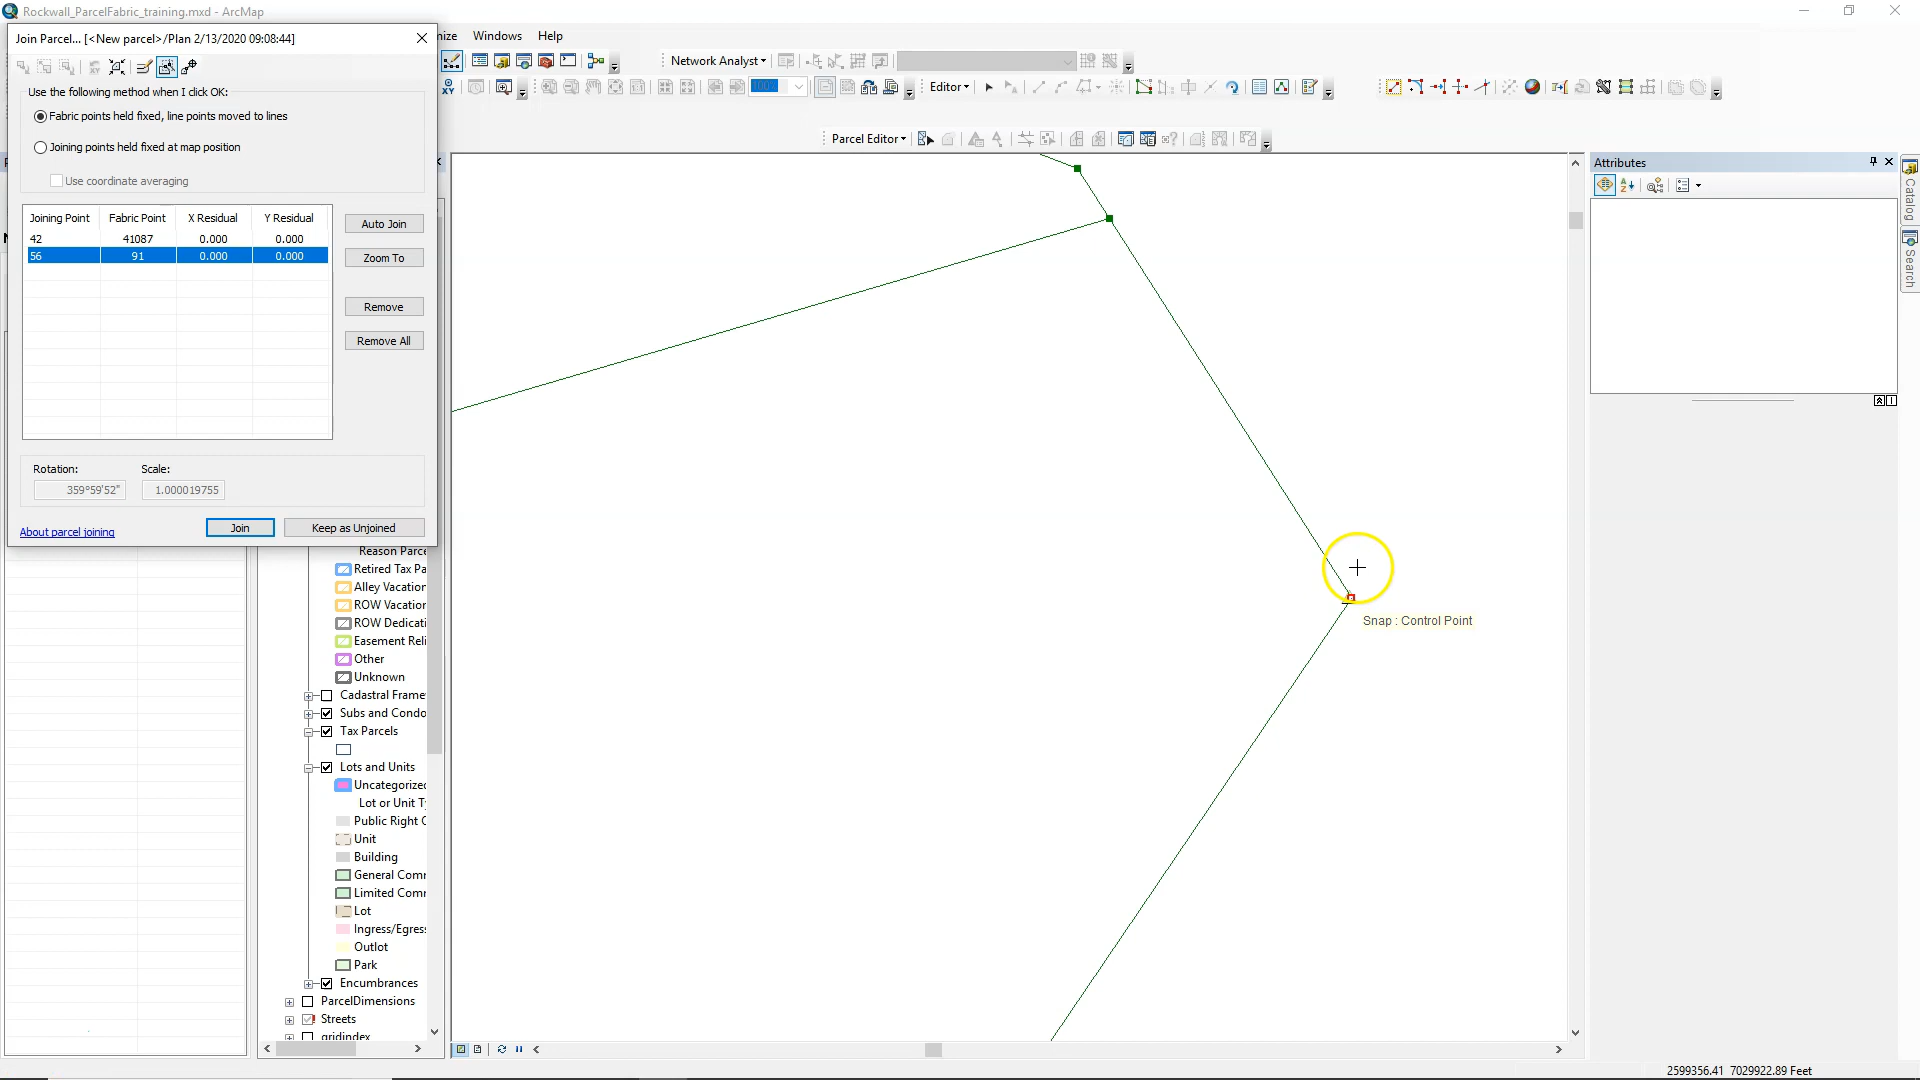 Rockwall_ParcelFabric_training.mxd - ArcMap
Join Parcel... [<New parcel>/Plan 2/13/2020 09:08:44]
Windows Help
Network Analyst
Use the following method when I click OK:
XY
Editor
Fabric points held fixed, line points moved to lines
Parcel Editor
Joining points held fixed at map position
Use coordinate averaging
Attributes
Catalog
Search
Joining Point Fabric Point X Residual Y Residual
42 41087 0.000 0.000
56 91 0.000 0.000
Auto Join
Zoom To
Remove
Remove All
Rotation: Scale:
359°59'52" 1.000019755
About parcel joining Join Keep as Unjoined
Reason Parce
Retired Tax Pa
Alley Vacation
ROW Vacation
ROW Dedicati
Easement Reli
Other
Unknown
Cadastral Frame
Subs and Condo
Tax Parcels
Lots and Units
Uncategorized
Lot or Unit T
Public Right O
Unit
Building
General Comm
Limited Comm
Lot
Ingress/Egress
Outlot
Park
Encumbrances
ParcelDimensions
Streets
gridindex
Snap : Control Point
2599356.41 7029922.89 Feet